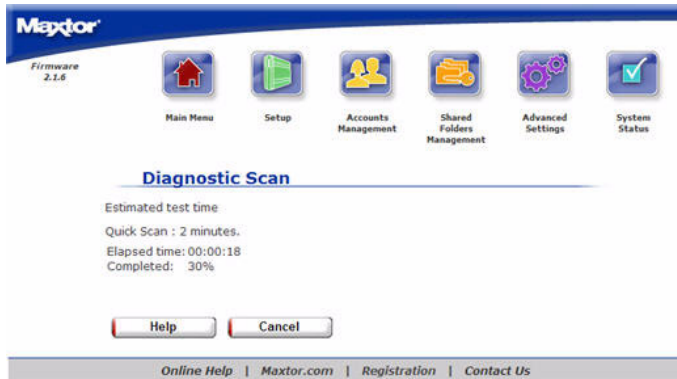 Maxtor
Firmware
2.1.6
Main Menu
Setup
Accounts
Management
Shared
Folders
Management
Advanced
Settings
System
Status
Diagnostic Scan
Estimated test time
Quick Scan : 2 minutes.
Elapsed time: 00:00:18
Completed: 30%
Help
Cancel
Online Help | Maxtor.com | Registration | Contact Us